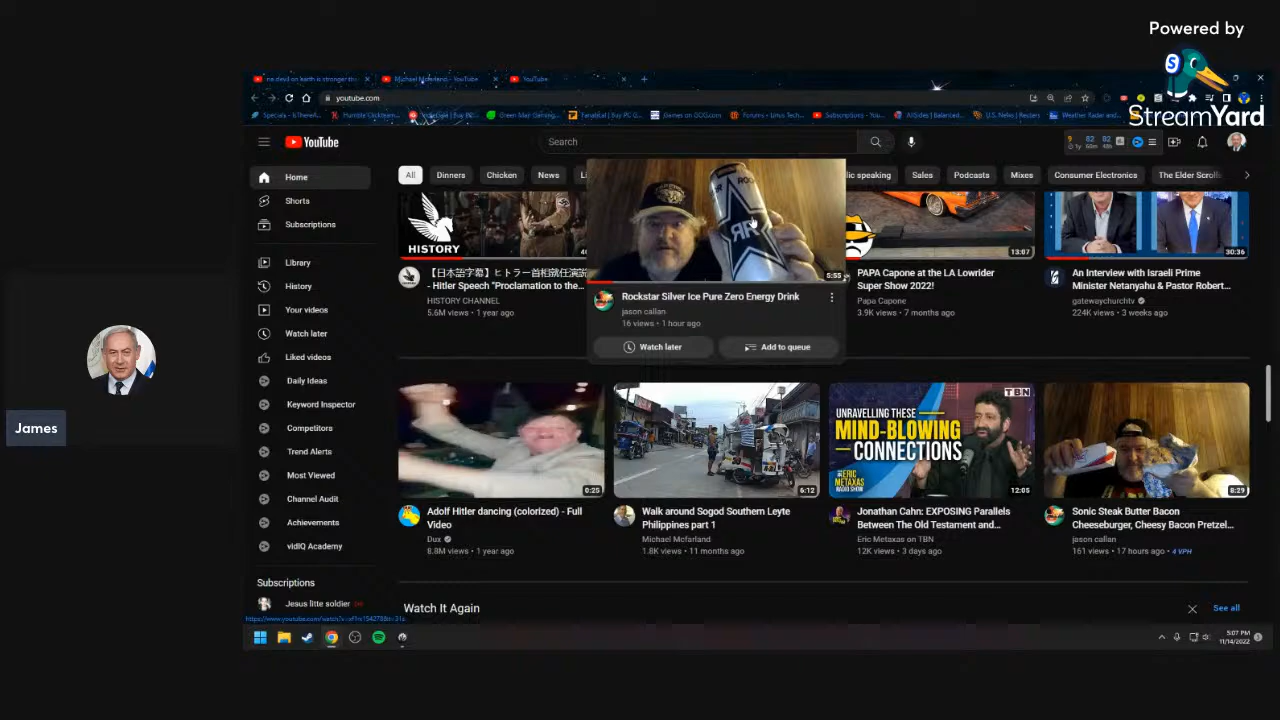 Powered by
StreamYard
Michael Mcfarland - YouTube
YouTube
youtube.com
YouTube
Search
Home
Shorts
Subscriptions
Library
History
Your videos
Watch later
Liked videos
Daily Ideas
Keyword Inspector
Competitors
Trend Alerts
Most Viewed
Channel Audit
Achievements
vidIQ Academy
Subscriptions
Jesus litte soldier
All
Dinners
Chicken
News
Sales
Podcasts
Mixes
Consumer Electronics
The Elder Scrolls
HISTORY
【日本語字幕】ヒトラー首相就任演説
- Hitler Speech "Proclamation to the...
HISTORY CHANNEL
5.6M views • 1 year ago
5:55
Rockstar Silver Ice Pure Zero Energy Drink
jason callan
16 views • 1 hour ago
Watch later
Add to queue
13:07
PAPA Capone at the LA Lowrider
Super Show 2022!
Papa Capone
3.9K views • 7 months ago
30:36
An Interview with Israeli Prime
Minister Netanyahu & Pastor Robert...
gatewaychurchtv
224K views • 3 weeks ago
0:25
Adolf Hitler dancing (colorized) - Full
Video
Dux
8.8M views • 1 year ago
6:12
Walk around Sogod Southern Leyte
Philippines part 1
Michael Mcfarland
1.8K views • 11 months ago
TBN
UNRAVELLING THESE
MIND-BLOWING
CONNECTIONS
ERIC
METAXAS
12:05
Jonathan Cahn: EXPOSING Parallels
Between The Old Testament and...
Eric Metaxas on TBN
12K views • 3 days ago
8:29
Sonic Steak Butter Bacon
Cheeseburger, Cheesy Bacon Pretzel...
jason callan
161 views • 17 hours ago • 4 VPH
Watch It Again
See all
James
5:07 PM
11/14/2022